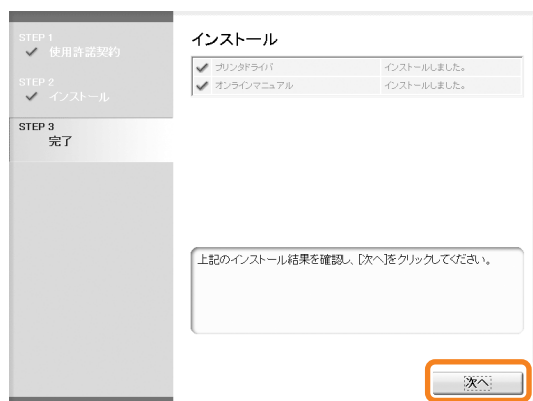 STEP 1
使用許諾契約
STEP 2
インストール
STEP 3
完了
インストール
プリンタドライバ インストールしました。
オンラインマニュアル インストールしました。
上記のインストール結果を確認し、[次へ]をクリックしてください。
次へ